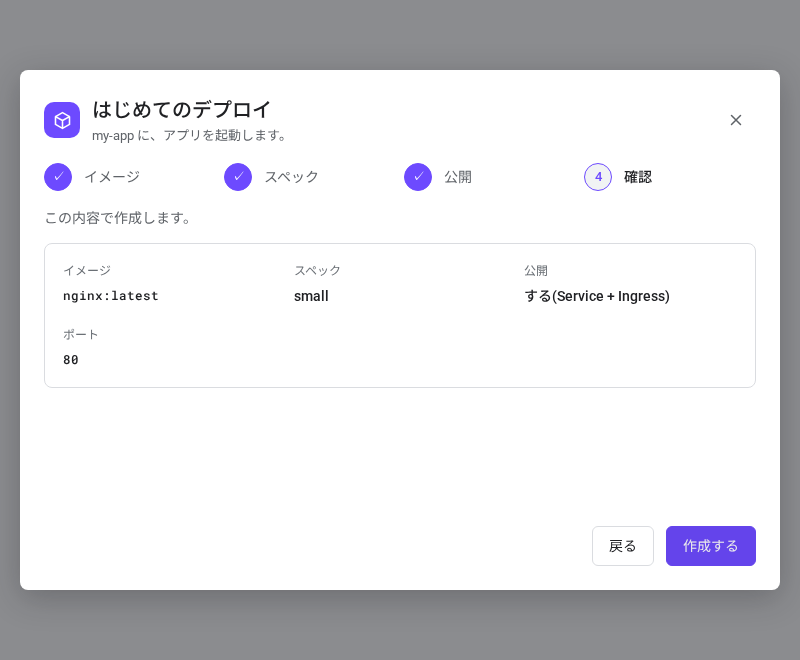 はじめてのデプロイ
my-app に、アプリを起動します。
イメージ
スペック
公開
4 確認
この内容で作成します。
イメージ
nginx:latest
スペック
small
公開
する(Service + Ingress)
ポート
80
戻る
作成する